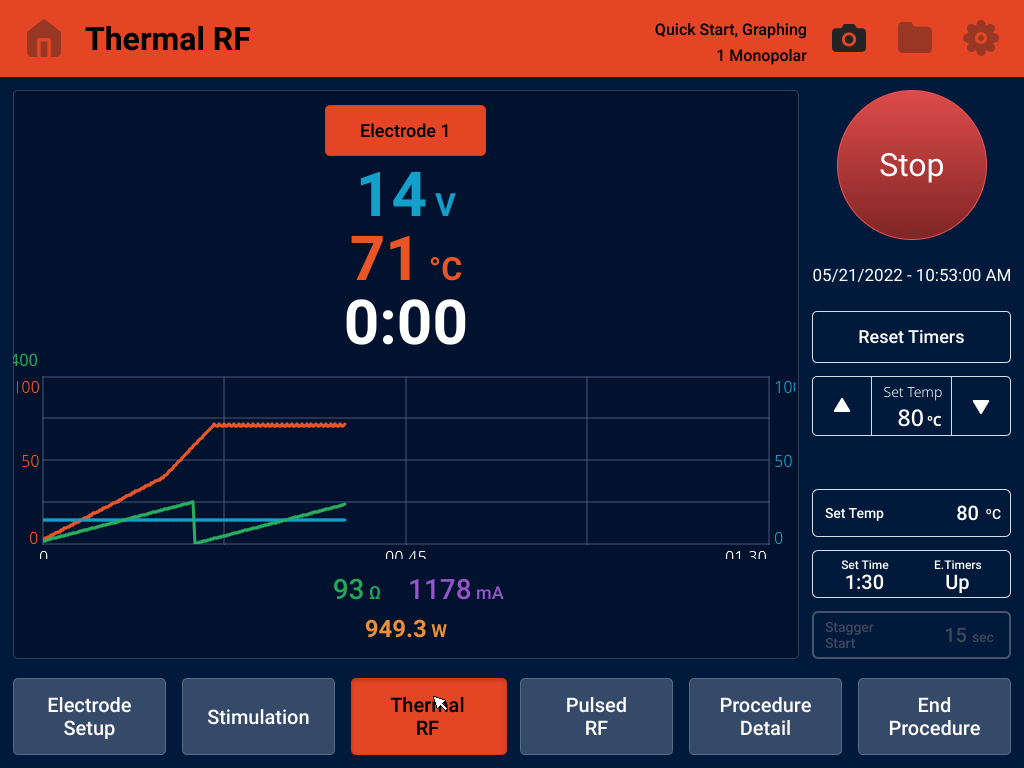 Thermal RF
Quick Start, Graphing
1 Monopolar
Electrode 1
14 V
71 °C
0:00
Stop
05/21/2022 - 10:53:00 AM
Reset Timers
Set Temp
80 °C
400
100
50
0
100
50
0
0
00.45
01.30
93 Ω 1178 mA
949.3 W
Set Temp 80 °C
Set Time E.Timers
1:30 Up
Stagger
Start
15 sec
Electrode
Setup
Stimulation
Thermal
RF
Pulsed
RF
Procedure
Detail
End
Procedure